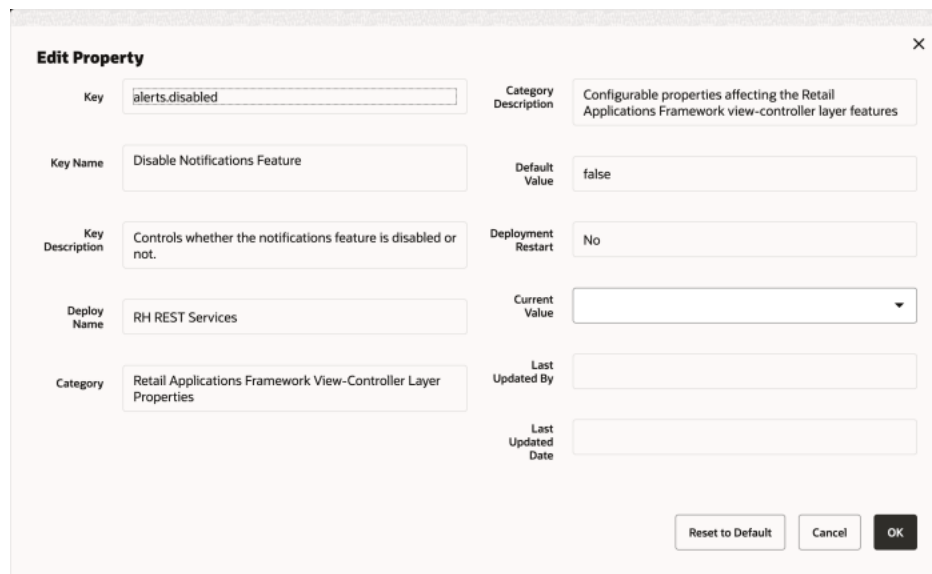 Edit Property
Key
alerts.disabled
Key Name
Disable Notifications Feature
Key
Description
Controls whether the notifications feature is disabled or
not.
Deploy
Name
RH REST Services
Category
Retail Applications Framework View-Controller Layer
Properties
Category
Description
Configurable properties affecting the Retail
Applications Framework view-controller layer features
Default
Value
false
Deployment
Restart
No
Current
Value
Last
Updated By
Last
Updated
Date
Reset to Default
Cancel
OK